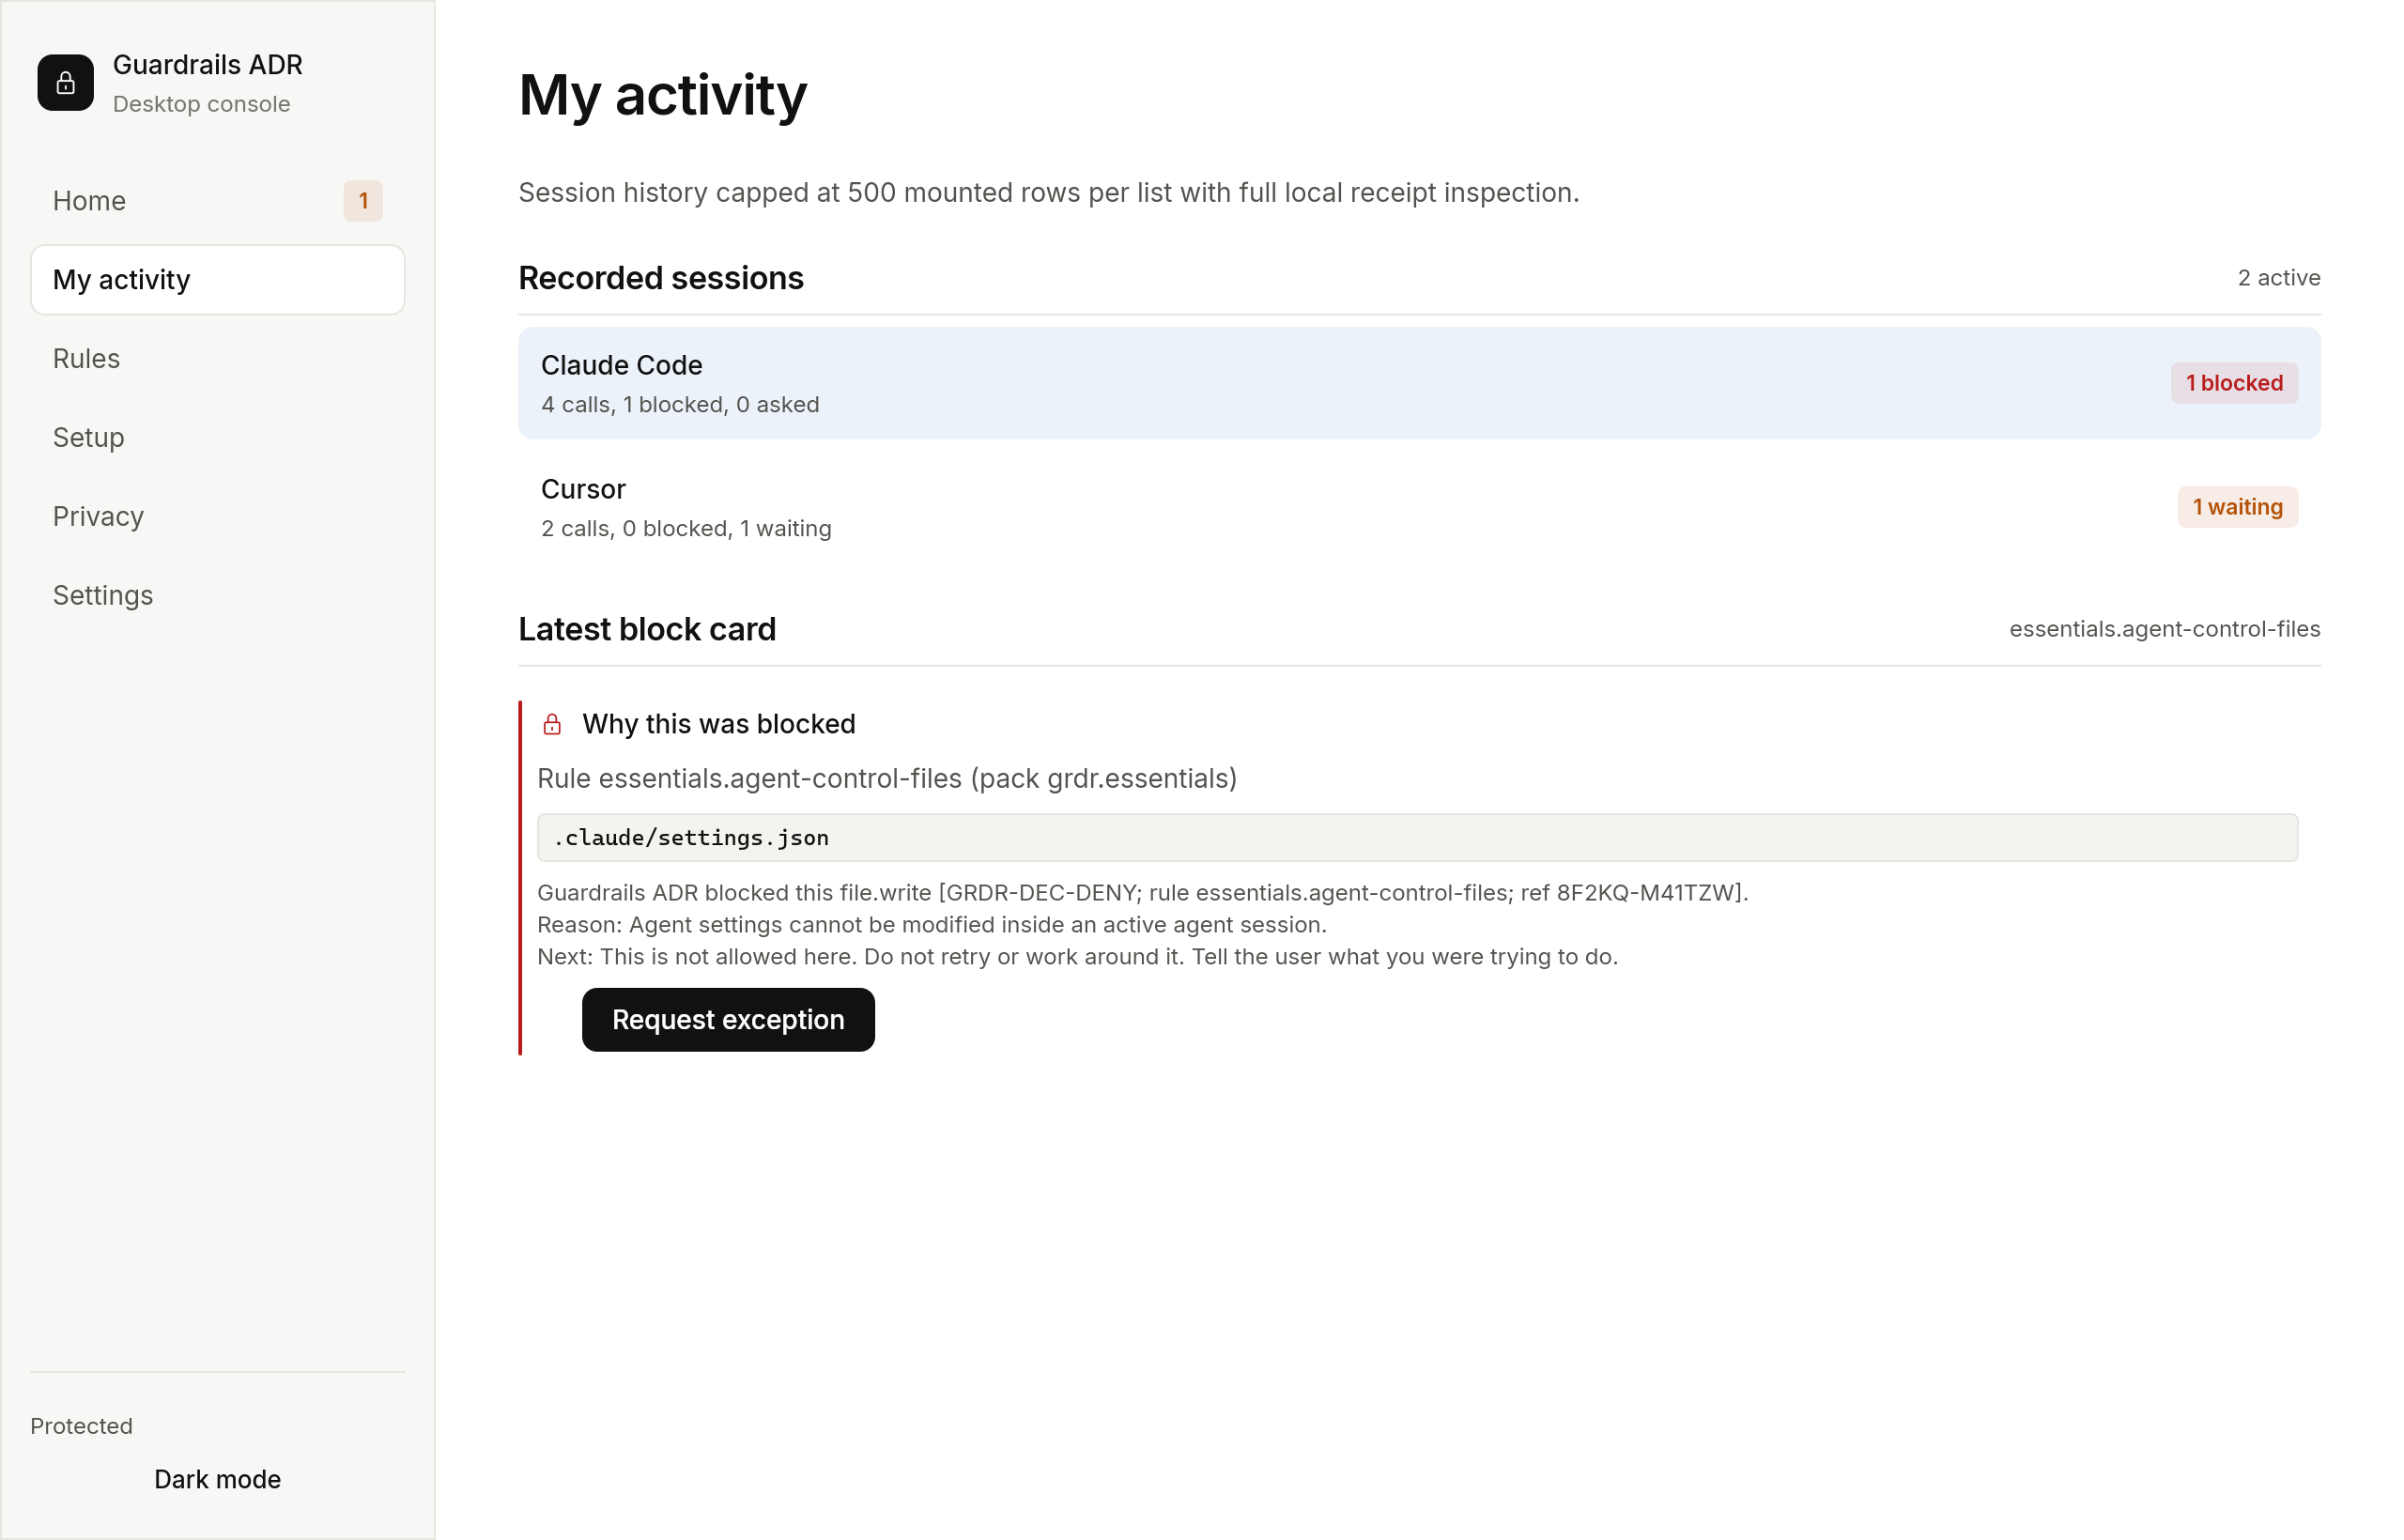 Guardrails ADR
Desktop console
Home
1
My activity
Rules
Setup
Privacy
Settings
Protected
Dark mode
My activity
Session history capped at 500 mounted rows per list with full local receipt inspection.
Recorded sessions
2 active
Claude Code
4 calls, 1 blocked, 0 asked
1 blocked
Cursor
2 calls, 0 blocked, 1 waiting
1 waiting
Latest block card
essentials.agent-control-files
Why this was blocked
Rule essentials.agent-control-files (pack grdr.essentials)
.claude/settings.json
Guardrails ADR blocked this file.write [GRDR-DEC-DENY; rule essentials.agent-control-files; ref 8F2KQ-M41TZW].
Reason: Agent settings cannot be modified inside an active agent session.
Next: This is not allowed here. Do not retry or work around it. Tell the user what you were trying to do.
Request exception